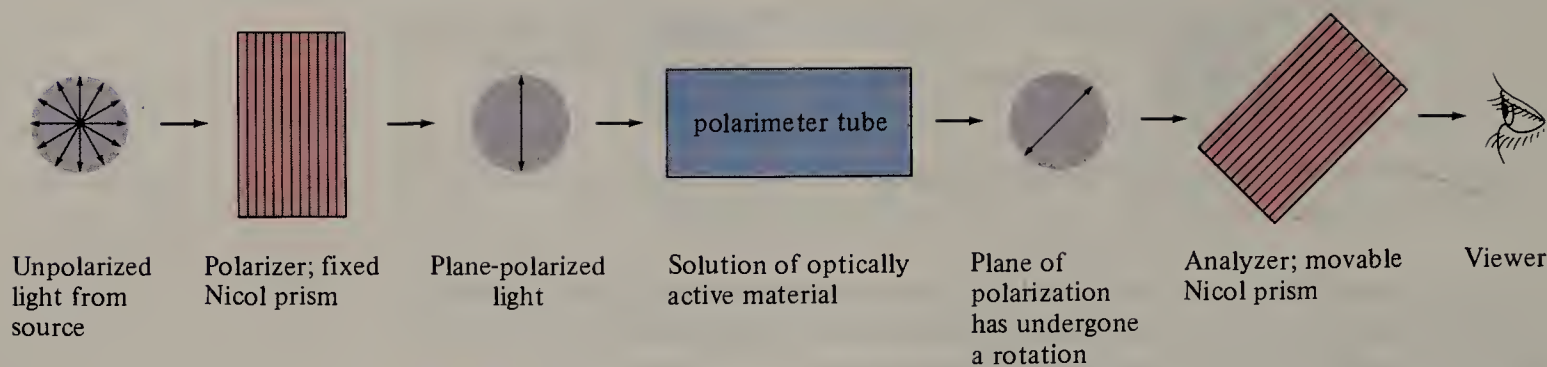 polarimeter tube
Unpolarized
light from
source
Polarizer; fixed
Nicol prism
Plane-polarized
light
Solution of optically
active material
Plane of
polarization
has undergone
a rotation
Analyzer; movable
Nicol prism
Viewer